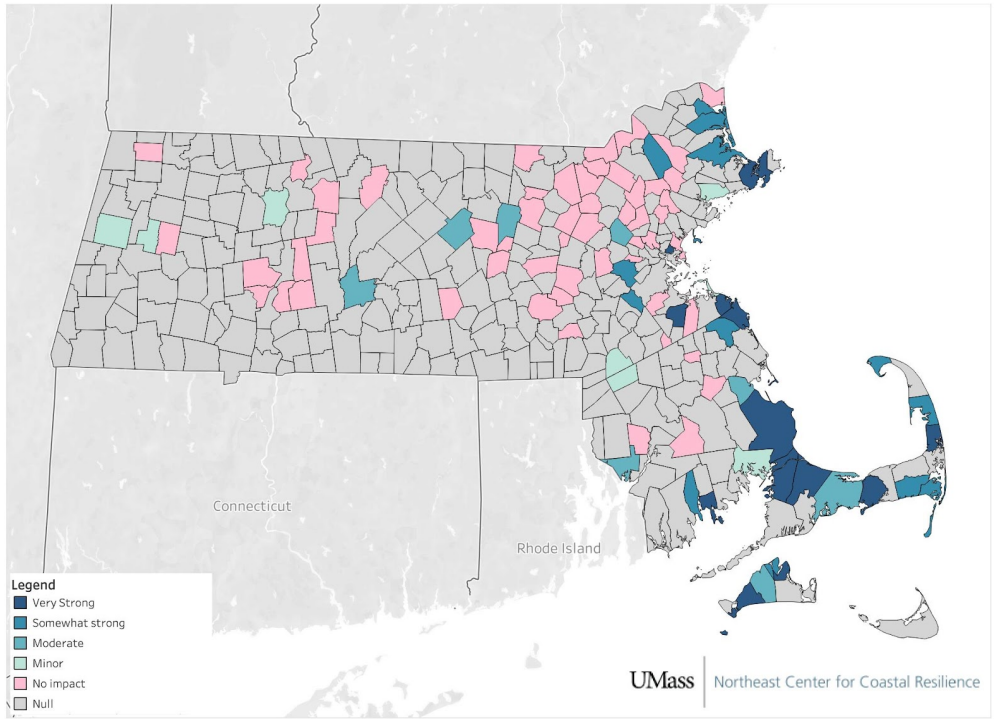 Connecticut
Rhode Island
Legend
Very Strong
Somewhat strong
Moderate
Minor
No impact
Null
UMass | Northeast Center for Coastal Resilience